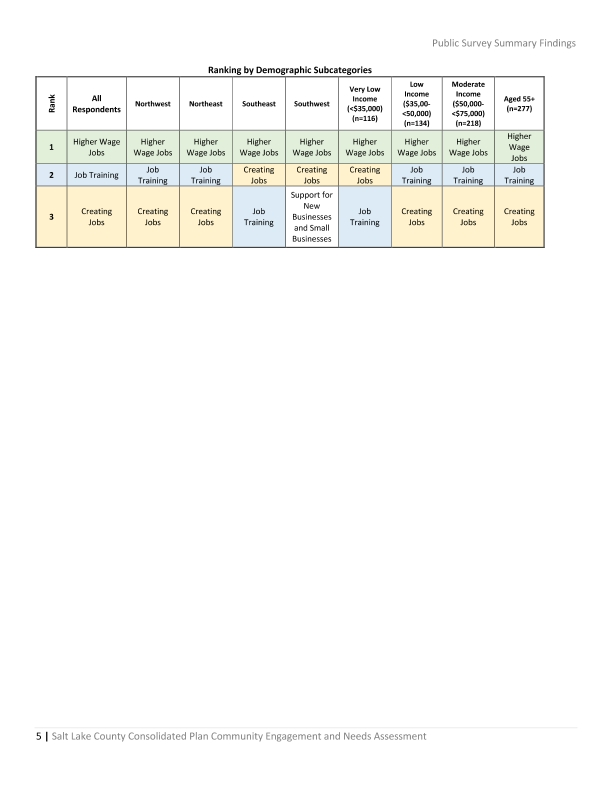 Public Survey Summary Findings
Ranking by Demographic Subcategories
Rank
All
Respondents
Northwest
Northeast
Southeast
Southwest
Very Low
Income
(<$35,000)
(n=116)
Low
Income
($35,00-
<50,000)
(n=134)
Moderate
Income
($50,000-
<$75,000)
(n=218)
Aged 55+
(n=277)
1
Higher Wage
Jobs
Higher
Wage Jobs
Higher
Wage Jobs
Higher
Wage Jobs
Higher
Wage Jobs
Higher
Wage Jobs
Higher
Wage Jobs
Higher
Wage Jobs
Higher
Wage
Jobs
2
Job Training
Job
Training
Job
Training
Creating
Jobs
Creating
Jobs
Creating
Jobs
Job
Training
Job
Training
Job
Training
3
Creating
Jobs
Creating
Jobs
Creating
Jobs
Job
Training
Support for
New
Businesses
and Small
Businesses
Job
Training
Creating
Jobs
Creating
Jobs
Creating
Jobs
5 | Salt Lake County Consolidated Plan Community Engagement and Needs Assessment